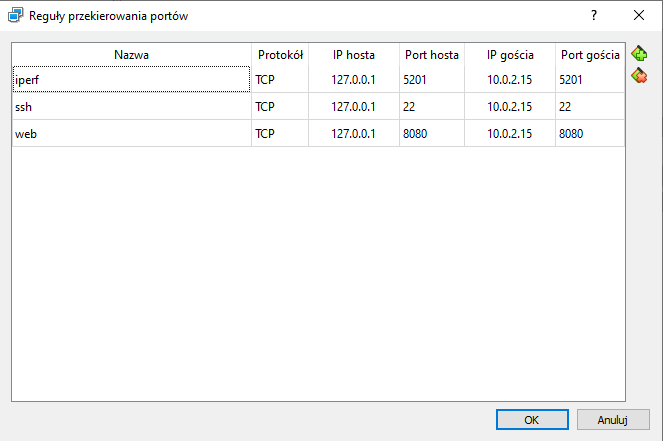 Reguły przekierowania portów
Nazwa Protokół IP hosta Port hosta IP gościa Port gościa
iperf TCP 127.0.0.1 5201 10.0.2.15 5201
ssh TCP 127.0.0.1 22 10.0.2.15 22
web TCP 127.0.0.1 8080 10.0.2.15 8080
OK Anuluj